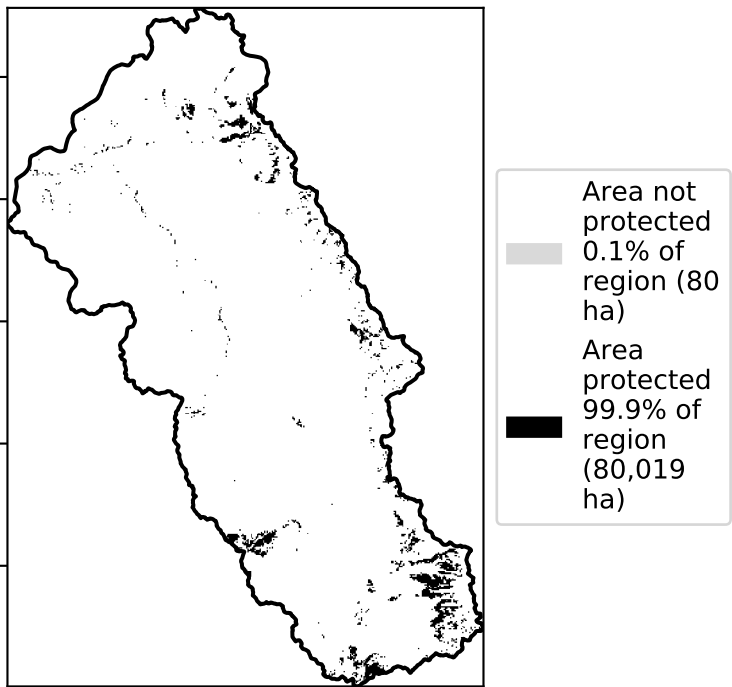 Area not
protected
0.1% of
region (80
ha)
Area
protected
99.9% of
region
(80,019
ha)